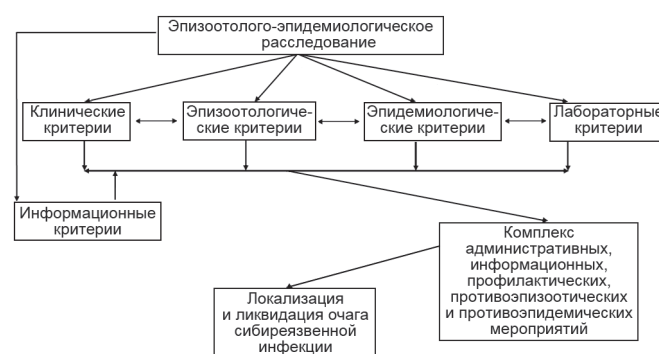 Эпизоотолого-эпидемиологическое
расследование
Клинические
критерии
Эпизоотологиче-
ские критерии
Эпидемиологиче-
ские критерии
Лабораторные
критерии
Информационные
критерии
Комплекс
административных,
информационных,
профилактических,
противоэпизоотических
и противоэпидемических
мероприятий
Локализация
и ликвидация очага
сибиреязвенной
инфекции